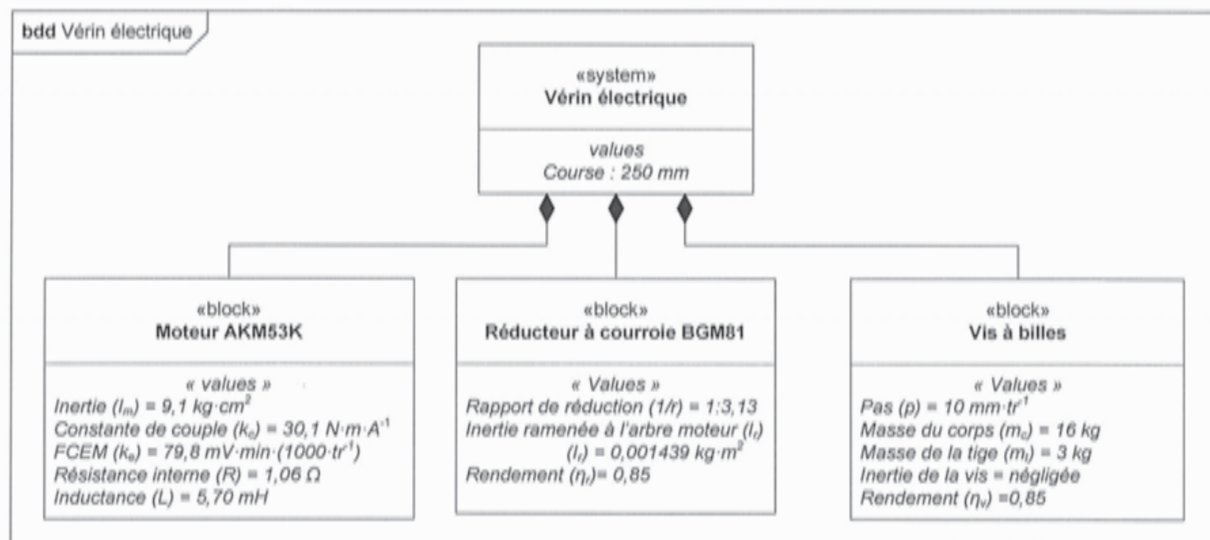 bdd Vérin électrique
«system»
Vérin électrique
values
Course : 250 mm
«block»
Moteur AKM53K
« values »
Inertie (Iₘ) = 9,1 kg·cm²
Constante de couple (kₑ) = 30,1 N·m·A⁻¹
FCEM (kₑ) = 79,8 mV·min·(1000·tr⁻¹)
Résistance interne (R) = 1,06 Ω
Inductance (L) = 5,70 mH
«block»
Réducteur à courroie BGM81
« Values »
Rapport de réduction (1/r) = 1:3,13
Inertie ramenée à l'arbre moteur (Iᵣ)
(Iᵣ) = 0,001439 kg·m²
Rendement (ηᵣ)= 0,85
«block»
Vis à billes
« Values »
Pas (p) = 10 mm·tr⁻¹
Masse du corps (m꜀) = 16 kg
Masse de la tige (mₜ) = 3 kg
Inertie de la vis = négligée
Rendement (ηᵥ) =0,85